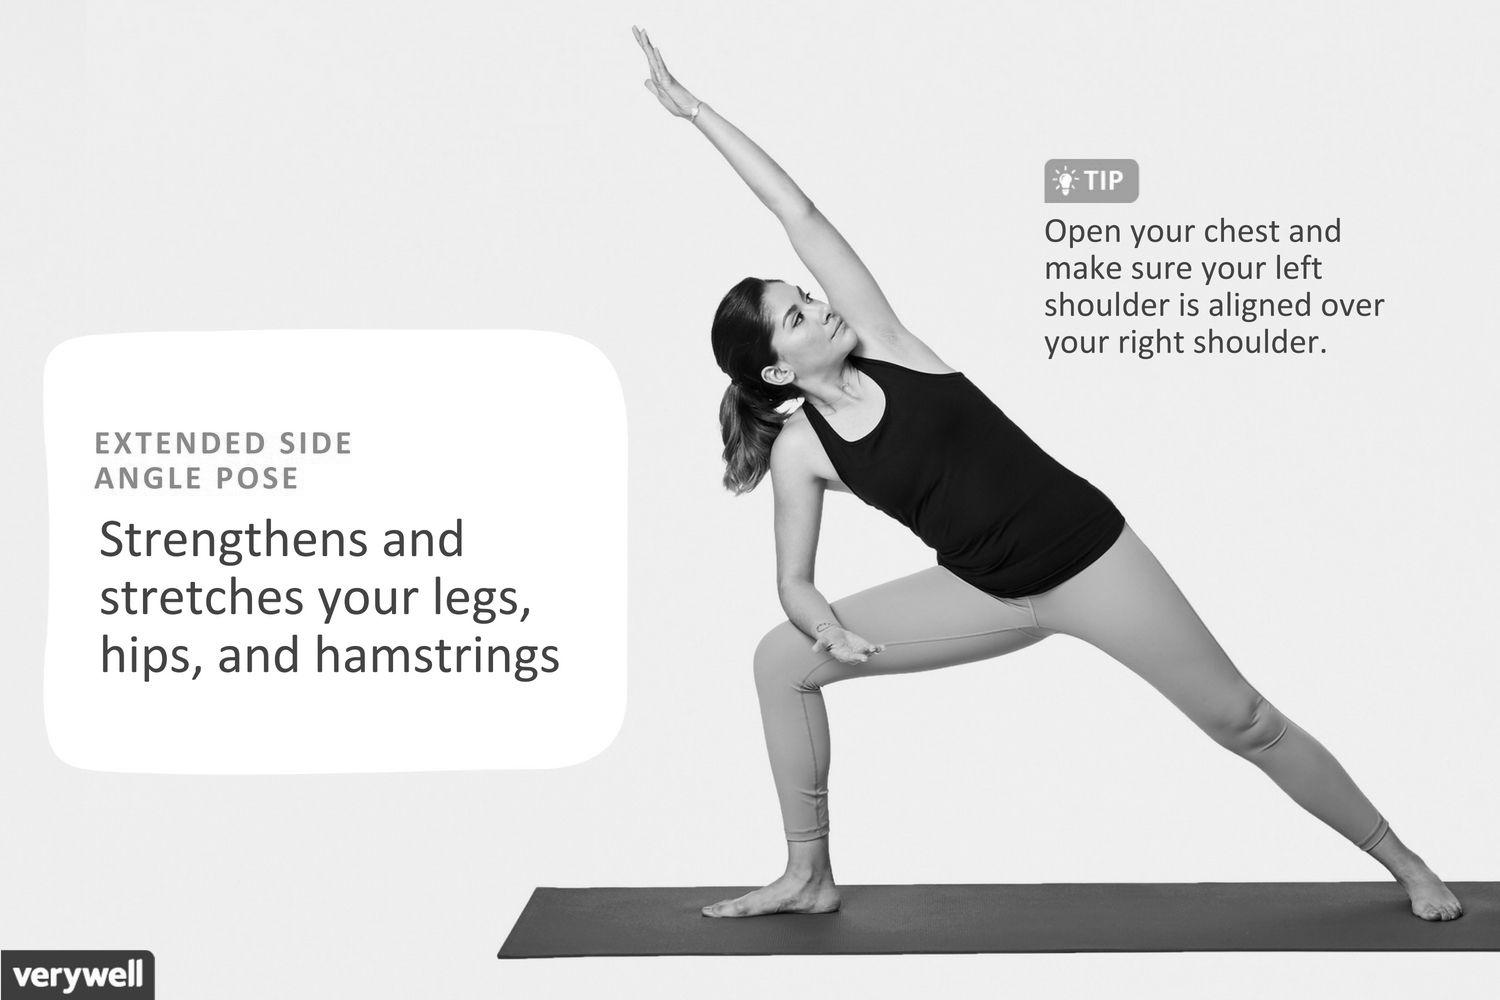 EXTENDED SIDE
ANGLE POSE
Strengthens and
stretches your legs,
hips, and hamstrings
TIP
Open your chest and
make sure your left
shoulder is aligned over
your right shoulder.
verywell